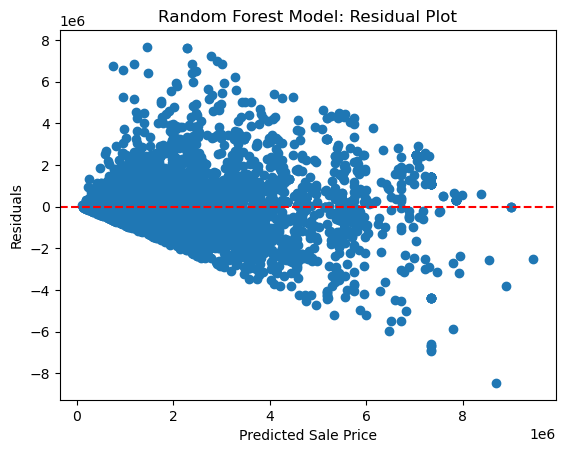 Random Forest Model: Residual Plot
1e6
8
6
4
2
0
−2
−4
−6
−8
Residuals
0 2 4 6 8
1e6
Predicted Sale Price